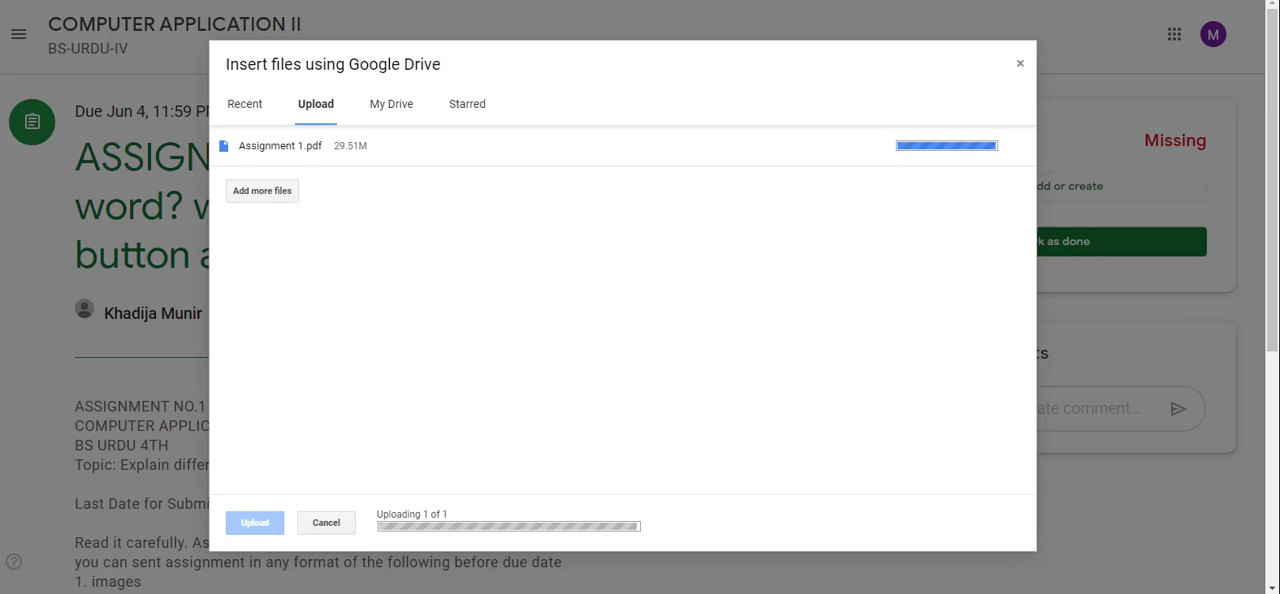 COMPUTER APPLICATION II
BS-URDU-IV
M
Insert files using Google Drive
×
Recent
Upload
My Drive
Starred
Assignment 1.pdf 29.51M
Add more files
Uploading 1 of 1
Upload
Cancel
Due Jun 4, 11:59
ASSIGN
word?
button
Khadija Munir
ASSIGNMENT NO.1
COMPUTER APPLIC
BS URDU 4TH
Topic: Explain differ
Last Date for Submi
Read it carefully. As
you can sent assignment in any format of the following before due date
1. images
Missing
dd or create
k as done
ts
ate comment...